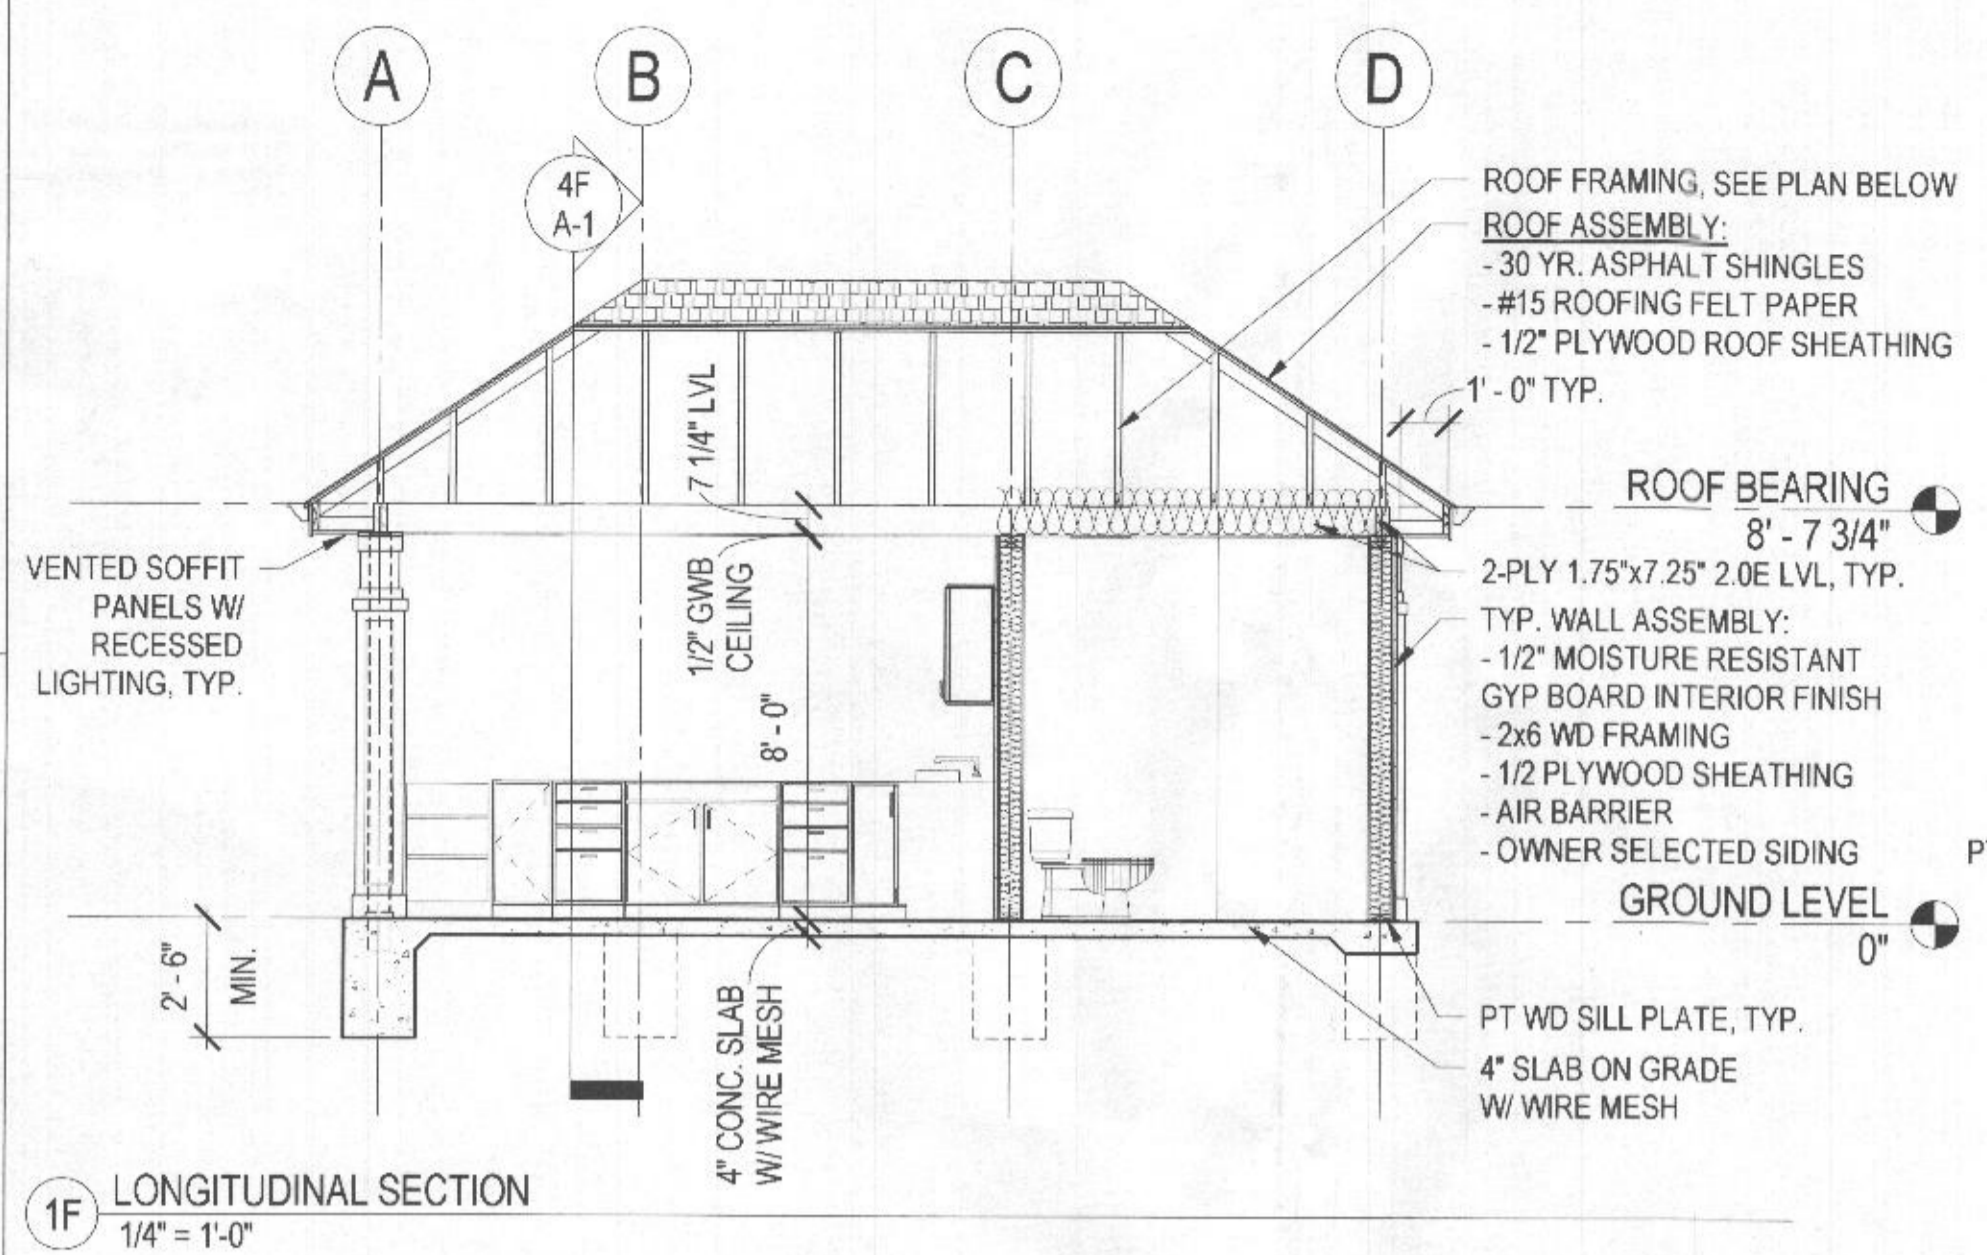 A
B
C
D
4F
A-1
ROOF FRAMING, SEE PLAN BELOW
ROOF ASSEMBLY:
- 30 YR. ASPHALT SHINGLES
- #15 ROOFING FELT PAPER
- 1/2" PLYWOOD ROOF SHEATHING
1' - 0" TYP.
7 1/4" LVL
ROOF BEARING
8' - 7 3/4"
VENTED SOFFIT
PANELS W/
RECESSED
LIGHTING, TYP.
1/2" GWB
CEILING
8' - 0"
2-PLY 1.75"x7.25" 2.0E LVL, TYP.
TYP. WALL ASSEMBLY:
- 1/2" MOISTURE RESISTANT
GYP BOARD INTERIOR FINISH
- 2x6 WD FRAMING
- 1/2 PLYWOOD SHEATHING
- AIR BARRIER
- OWNER SELECTED SIDING
GROUND LEVEL
0"
2' - 6"
MIN.
4" CONC. SLAB
W/ WIRE MESH
PT WD SILL PLATE, TYP.
4" SLAB ON GRADE
W/ WIRE MESH
1F
LONGITUDINAL SECTION
1/4" = 1'-0"